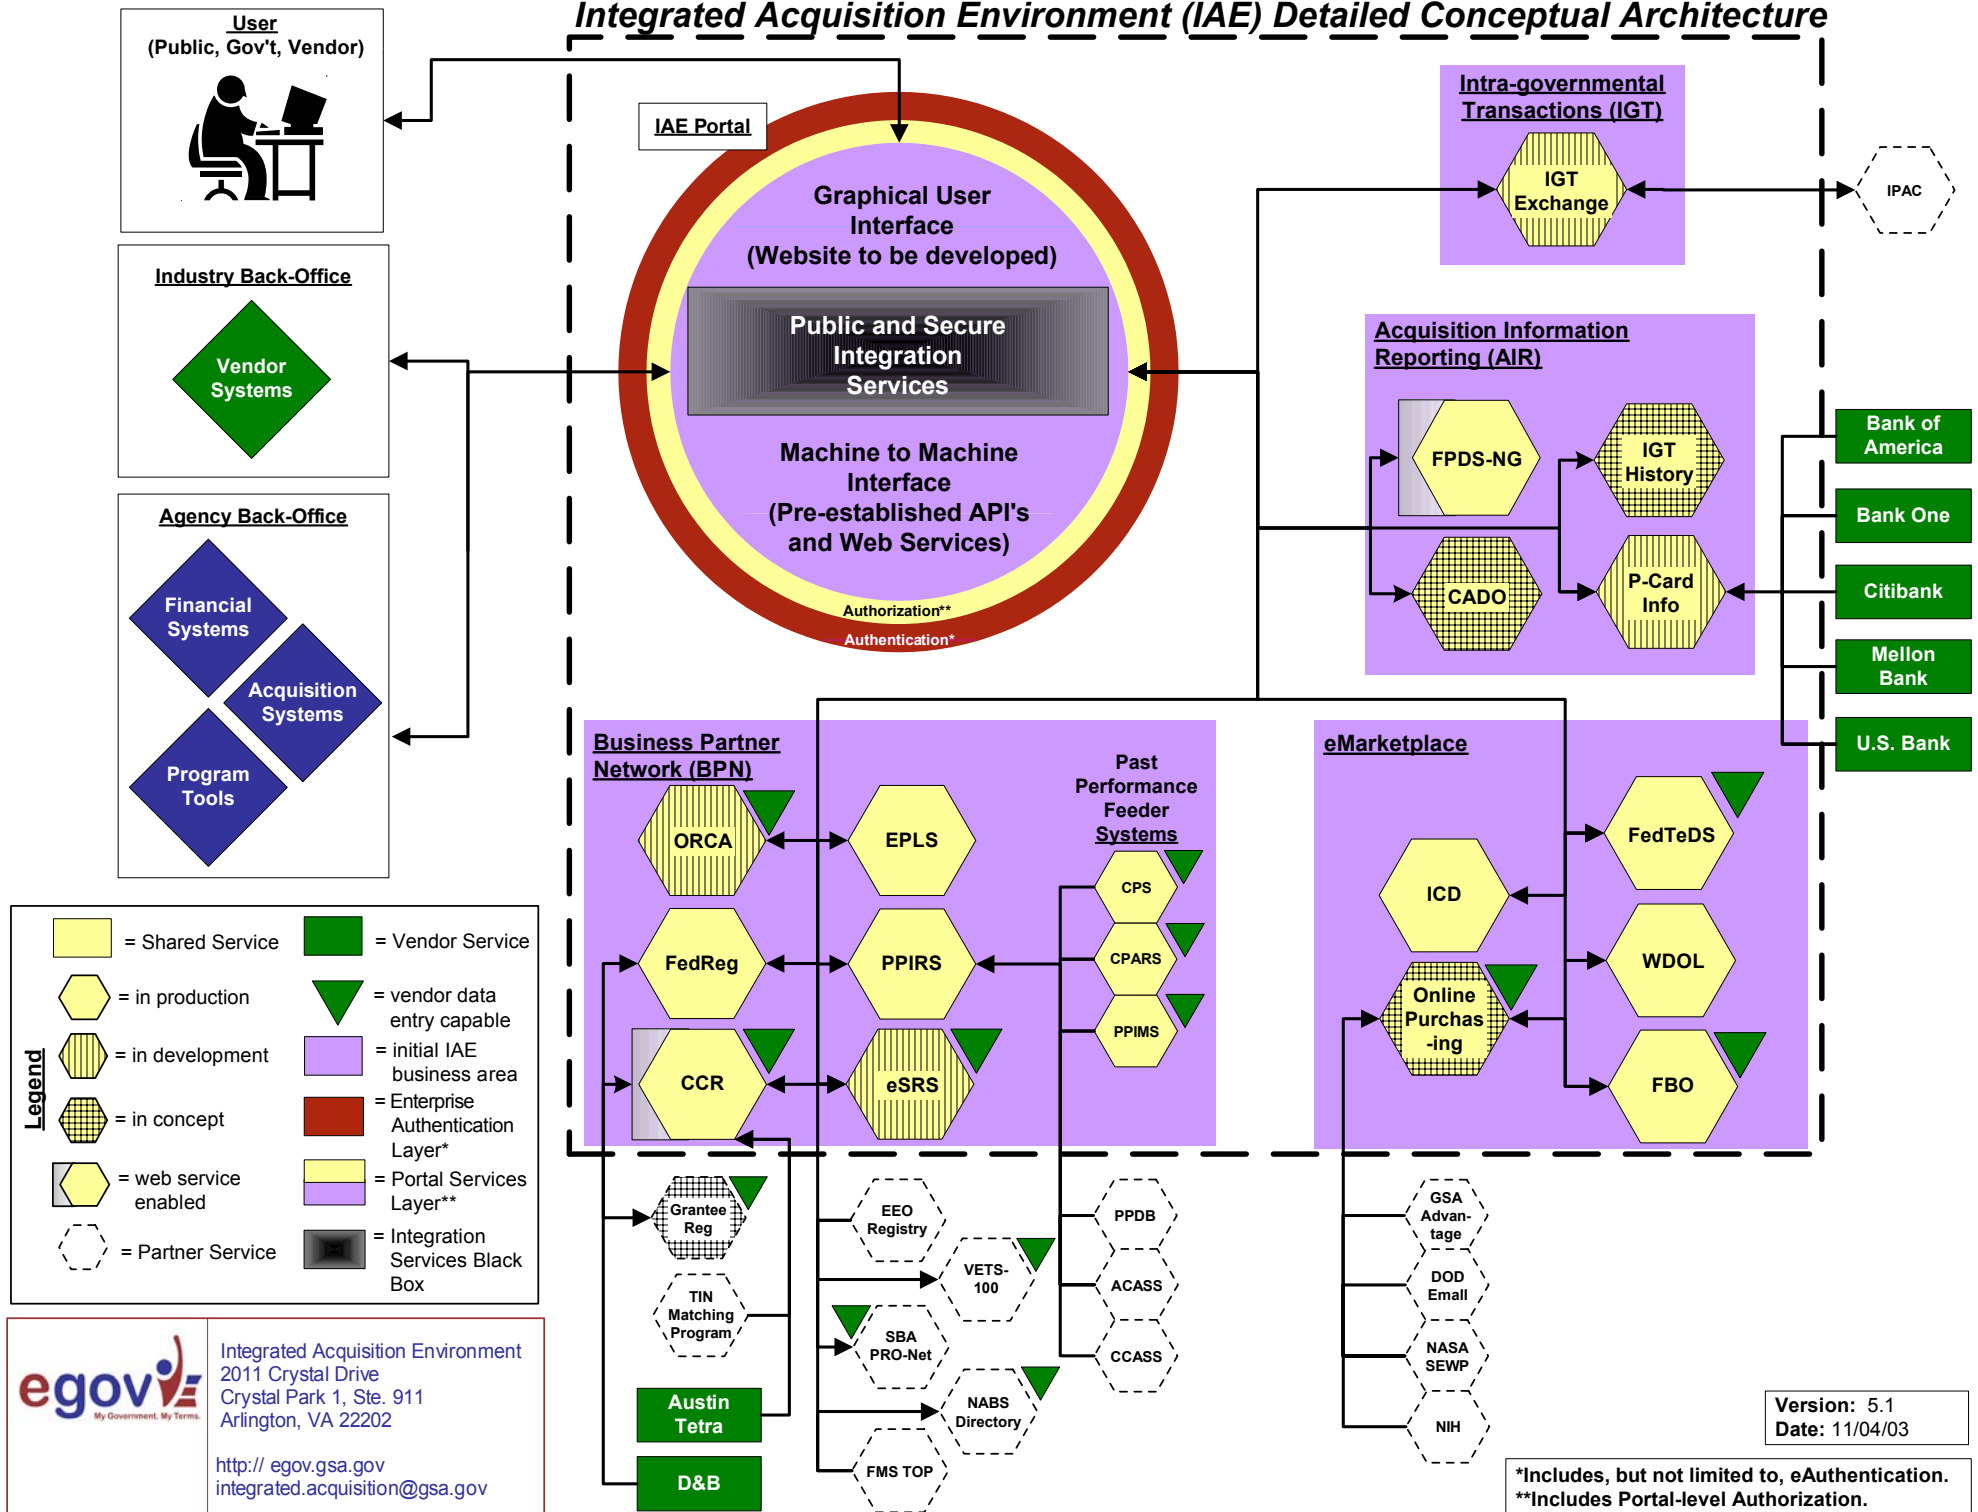 Integrated Acquisition Environment (IAE) Detailed Conceptual Architecture
User
(Public, Gov't, Vendor)
IAE Portal
Graphical User
Interface
(Website to be developed)
Public and Secure
Integration
Services
Machine to Machine
Interface
(Pre-established API's
and Web Services)
Authorization**
Authentication*
Industry Back-Office
Vendor
Systems
Agency Back-Office
Financial
Systems
Acquisition
Systems
Program
Tools
Intra-governmental
Transactions (IGT)
IGT
Exchange
IPAC
Acquisition Information
Reporting (AIR)
FPDS-NG
IGT
History
CADO
P-Card
Info
Bank of
America
Bank One
Citibank
Mellon
Bank
U.S. Bank
Business Partner
Network (BPN)
ORCA
EPLS
FedReg
PPIRS
CCR
eSRS
Past
Performance
Feeder
Systems
CPS
CPARS
PPIMS
eMarketplace
FedTeDS
ICD
WDOL
Online
Purchas
-ing
FBO
Grantee
Reg
TIN
Matching
Program
Austin
Tetra
D&B
EEO
Registry
VETS-
100
SBA
PRO-Net
NABS
Directory
FMS TOP
PPDB
ACASS
CCASS
GSA
Advan-
tage
DOD
Emall
NASA
SEWP
NIH
Legend
= Shared Service
= in production
= in development
= in concept
= web service
enabled
= Partner Service
= Vendor Service
= vendor data
entry capable
= initial IAE
business area
= Enterprise
Authentication
Layer*
= Portal Services
Layer**
= Integration
Services Black
Box
egov
My Government. My Terms.
Integrated Acquisition Environment
2011 Crystal Drive
Crystal Park 1, Ste. 911
Arlington, VA 22202
http:// egov.gsa.gov
integrated.acquisition@gsa.gov
Version: 5.1
Date: 11/04/03
*Includes, but not limited to, eAuthentication.
**Includes Portal-level Authorization.